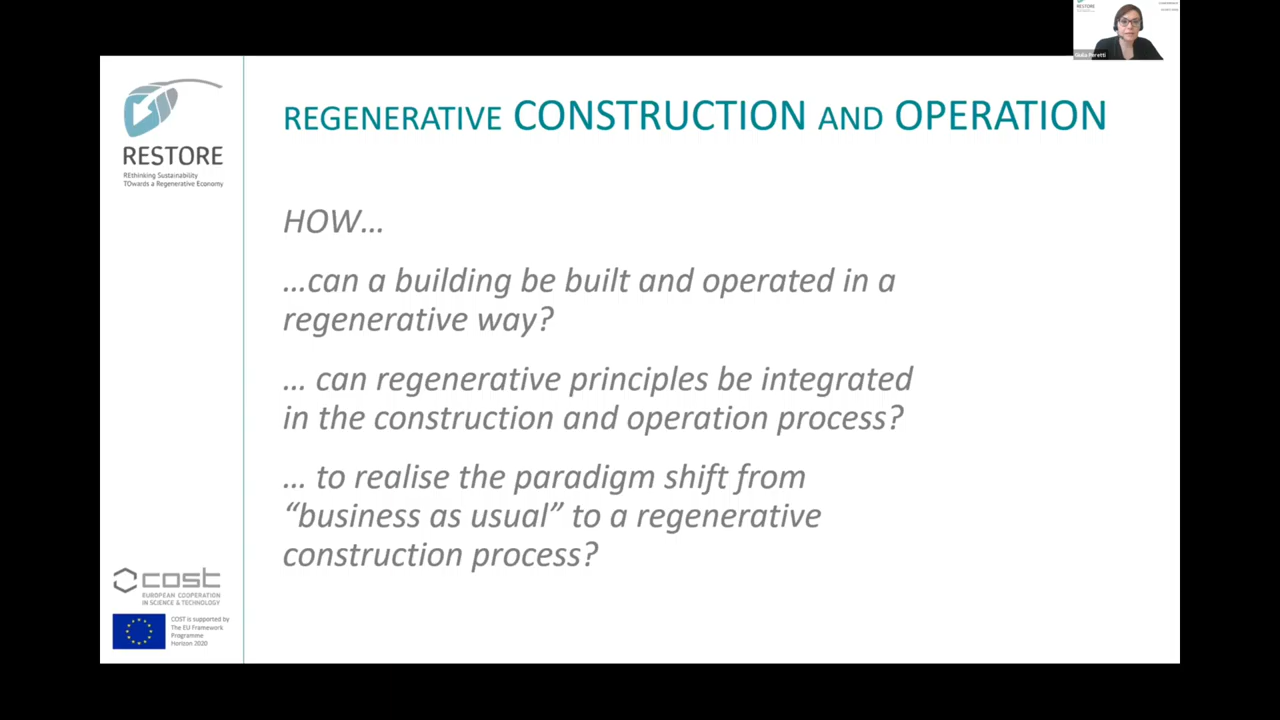 RESTORE
Giulia Peretti
RESTORE
REthinking Sustainability
TOwards a Regenerative Economy
REGENERATIVE CONSTRUCTION AND OPERATION
HOW…
…can a building be built and operated in a
regenerative way?
… can regenerative principles be integrated
in the construction and operation process?
… to realise the paradigm shift from
“business as usual” to a regenerative
construction process?
cost
EUROPEAN COOPERATION
IN SCIENCE & TECHNOLOGY
COST is supported by
The EU Framework
Programme
Horizon 2020